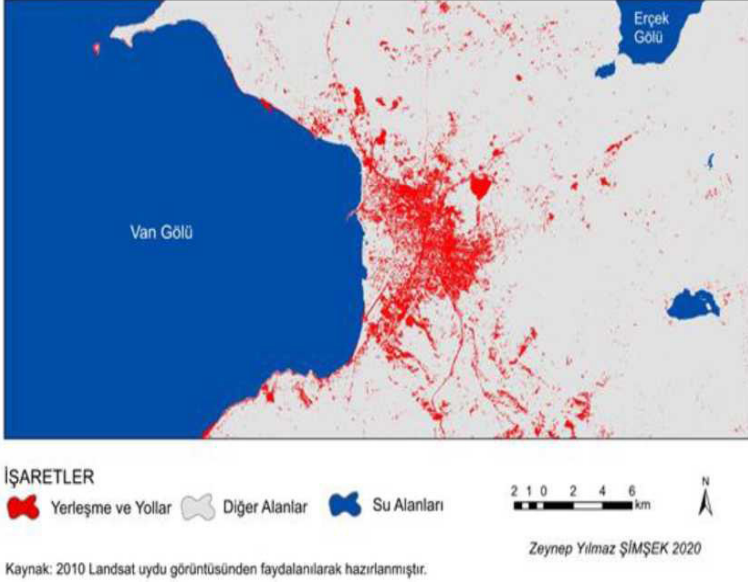 Erçek
Gölü
Van Gölü
İŞARETLER
Yerleşme ve Yollar Diğer Alanlar Su Alanları
2 1 0 2 4 6
km
N
Zeynep Yılmaz ŞİMŞEK 2020
Kaynak: 2010 Landsat uydu görüntüsünden faydalanılarak hazırlanmıştır.